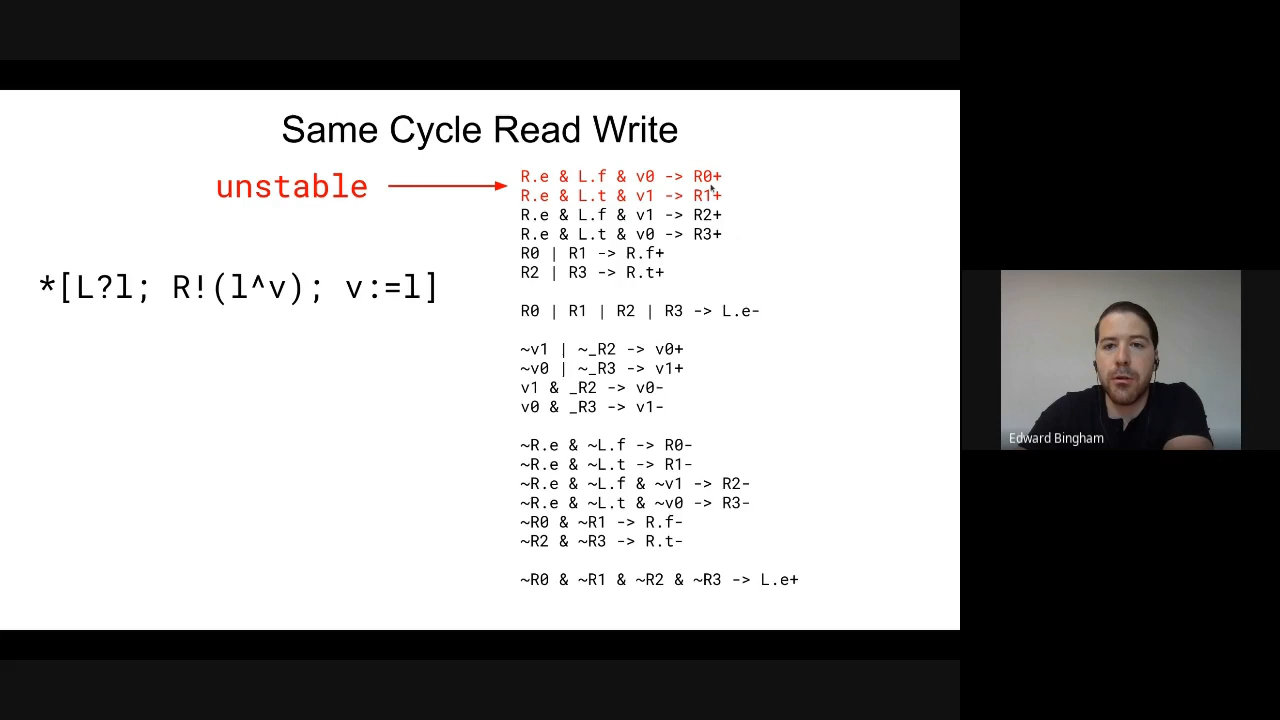 Same Cycle Read Write
unstable
R.e & L.f & v0 -> R0+
R.e & L.t & v1 -> R1+
R.e & L.f & v1 -> R2+
R.e & L.t & v0 -> R3+
R0 | R1 -> R.f+
R2 | R3 -> R.t+
*[L?l; R!(l^v); v:=l]
R0 | R1 | R2 | R3 -> L.e-
~v1 | ~_R2 -> v0+
~v0 | ~_R3 -> v1+
v1 & _R2 -> v0-
v0 & _R3 -> v1-
~R.e & ~L.f -> R0-
~R.e & ~L.t -> R1-
~R.e & ~L.f & ~v1 -> R2-
~R.e & ~L.t & ~v0 -> R3-
~R0 & ~R1 -> R.f-
~R2 & ~R3 -> R.t-
~R0 & ~R1 & ~R2 & ~R3 -> L.e+
Edward Bingham